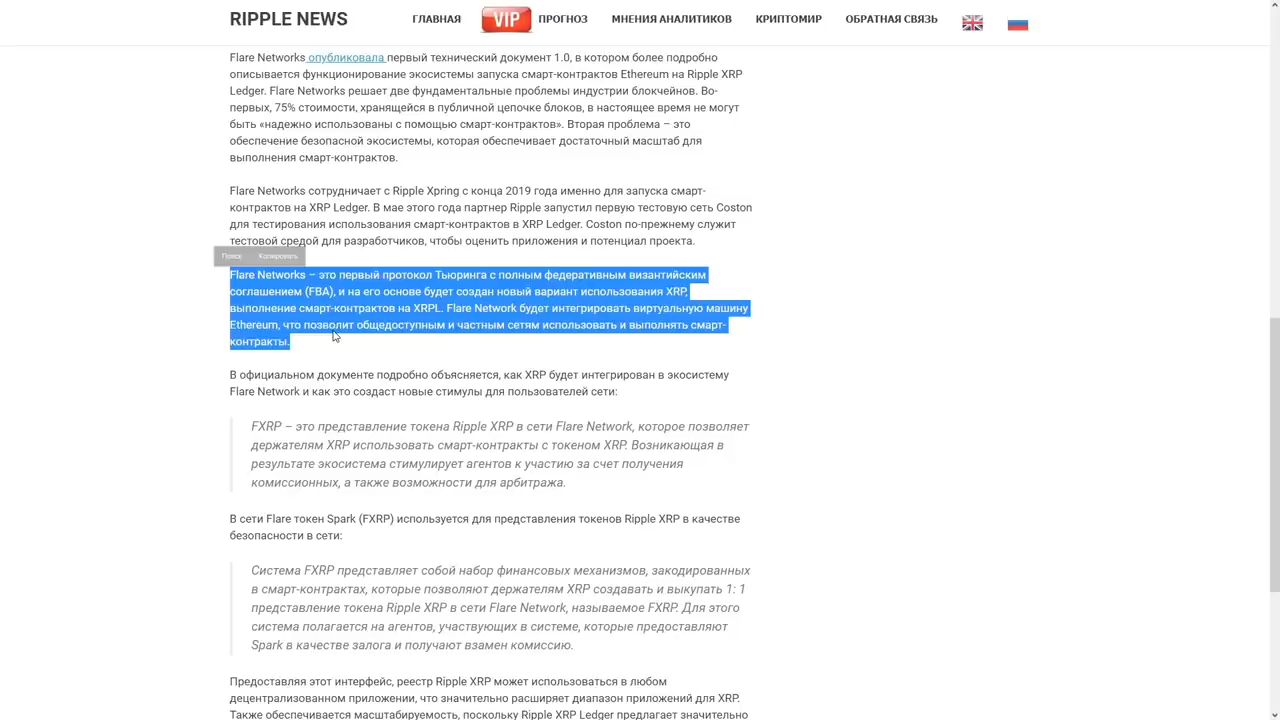 RIPPLE NEWS
ГЛАВНАЯ
VIP ПРОГНОЗ
МНЕНИЯ АНАЛИТИКОВ
КРИПТОМИР
ОБРАТНАЯ СВЯЗЬ
Flare Networks опубликовала первый технический документ 1.0, в котором более подробно
описывается функционирование экосистемы запуска смарт-контрактов Ethereum на Ripple XRP
Ledger. Flare Networks решает две фундаментальные проблемы индустрии блокчейнов. Во-
первых, 75% стоимости, хранящейся в публичной цепочке блоков, в настоящее время не могут
быть «надежно использованы с помощью смарт-контрактов». Вторая проблема – это
обеспечение безопасной экосистемы, которая обеспечивает достаточный масштаб для
выполнения смарт-контрактов.
Flare Networks сотрудничает с Ripple Xpring с конца 2019 года именно для запуска смарт-
контрактов на XRP Ledger. В мае этого года партнер Ripple запустил первую тестовую сеть Coston
для тестирования использования смарт-контрактов в XRP Ledger. Coston по-прежнему служит
тестовой средой для разработчиков, чтобы оценить приложения и потенциал проекта.
Поиск Копировать
Flare Networks – это первый протокол Тьюринга с полным федеративным византийским
соглашением (FBA), и на его основе будет создан новый вариант использования XRP,
выполнение смарт-контрактов на XRPL. Flare Network будет интегрировать виртуальную машину
Ethereum, что позволит общедоступным и частным сетям использовать и выполнять смарт-
контракты.
В официальном документе подробно объясняется, как XRP будет интегрирован в экосистему
Flare Network и как это создаст новые стимулы для пользователей сети:
FXRP – это представление токена Ripple XRP в сети Flare Network, которое позволяет
держателям XRP использовать смарт-контракты с токеном XRP. Возникающая в
результате экосистема стимулирует агентов к участию за счет получения
комиссионных, а также возможности для арбитража.
В сети Flare токен Spark (FXRP) используется для представления токенов Ripple XRP в качестве
безопасности в сети:
Система FXRP представляет собой набор финансовых механизмов, закодированных
в смарт-контрактах, которые позволяют держателям XRP создавать и выкупать 1: 1
представление токена Ripple XRP в сети Flare Network, называемое FXRP. Для этого
система полагается на агентов, участвующих в системе, которые предоставляют
Spark в качестве залога и получают взамен комиссию.
Предоставляя этот интерфейс, реестр Ripple XRP может использоваться в любом
децентрализованном приложении, что значительно расширяет диапазон приложений для XRP.
Также обеспечивается масштабируемость, поскольку Ripple XRP Ledger предлагает значительно